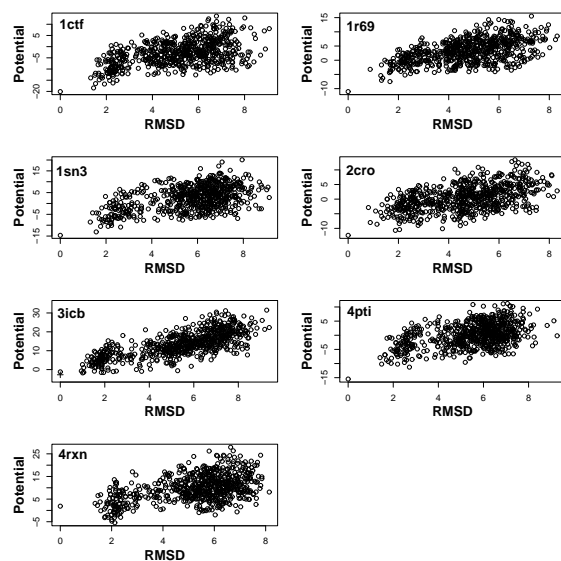 1ctf
Potential
−20 −5 5
0 2 4 6 8
RMSD
1r69
Potential
−10 0 5 15
0 2 4 6 8
RMSD
1sn3
Potential
−15 −5 5 15
0 2 4 6 8
RMSD
2cro
Potential
−10 0 5
0 2 4 6 8
RMSD
3icb
Potential
0 10 20 30
0 2 4 6 8
RMSD
4pti
Potential
−15 −5 5
0 2 4 6 8
RMSD
4rxn
Potential
−5 5 15 25
0 2 4 6 8
RMSD